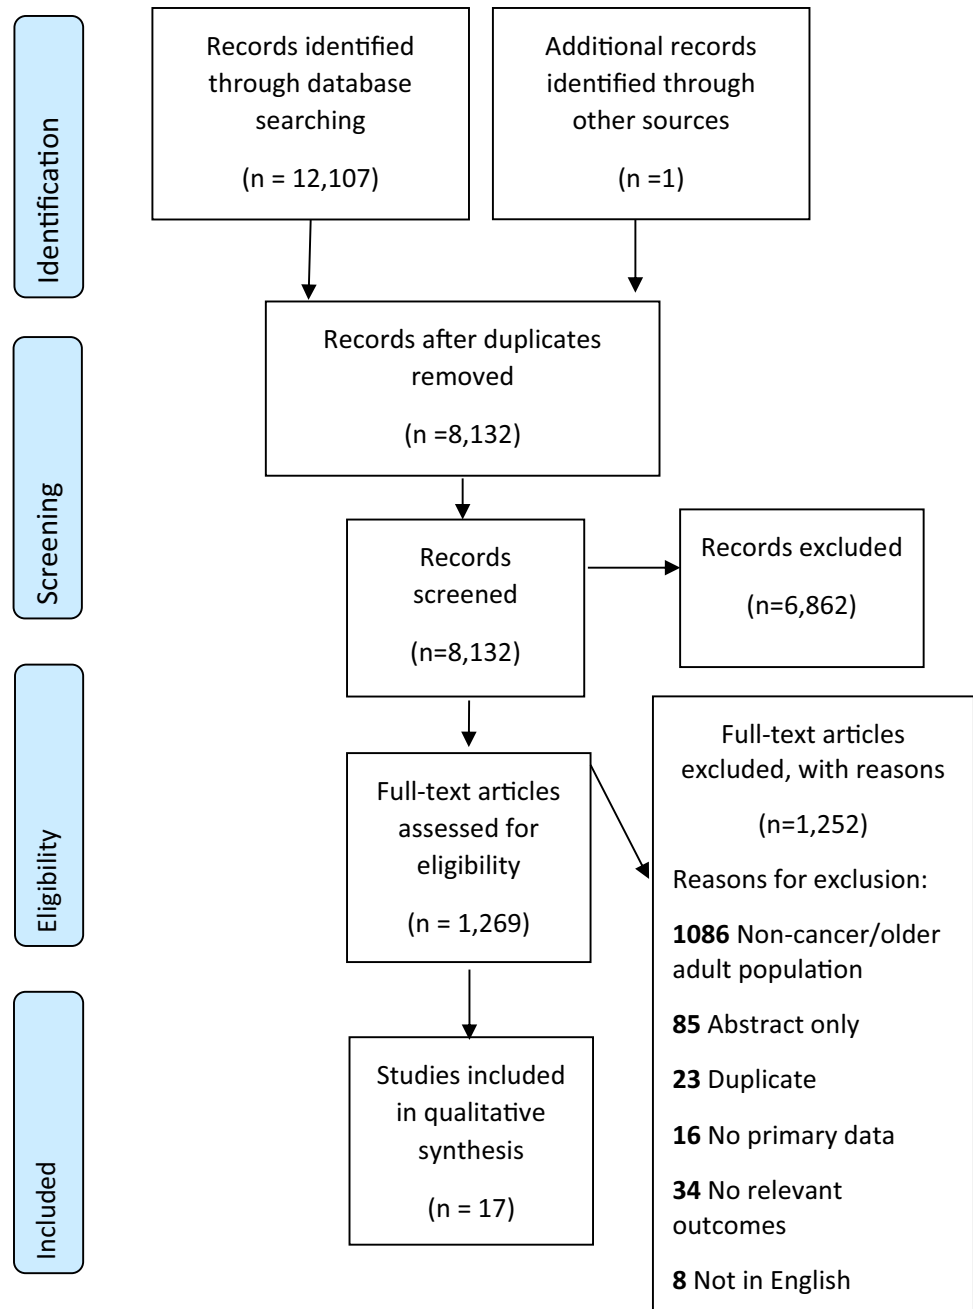 Identification
Records identified
through database
searching
(n = 12,107)
Additional records
identified through
other sources
(n =1)
Records after duplicates
removed
(n =8,132)
Screening
Records
screened
(n=8,132)
Records excluded
(n=6,862)
Eligibility
Full-text articles
assessed for
eligibility
(n = 1,269)
Full-text articles
excluded, with reasons
(n=1,252)
Reasons for exclusion:
1086 Non-cancer/older
adult population
85 Abstract only
23 Duplicate
16 No primary data
34 No relevant
outcomes
8 Not in English
Included
Studies included
in qualitative
synthesis
(n = 17)